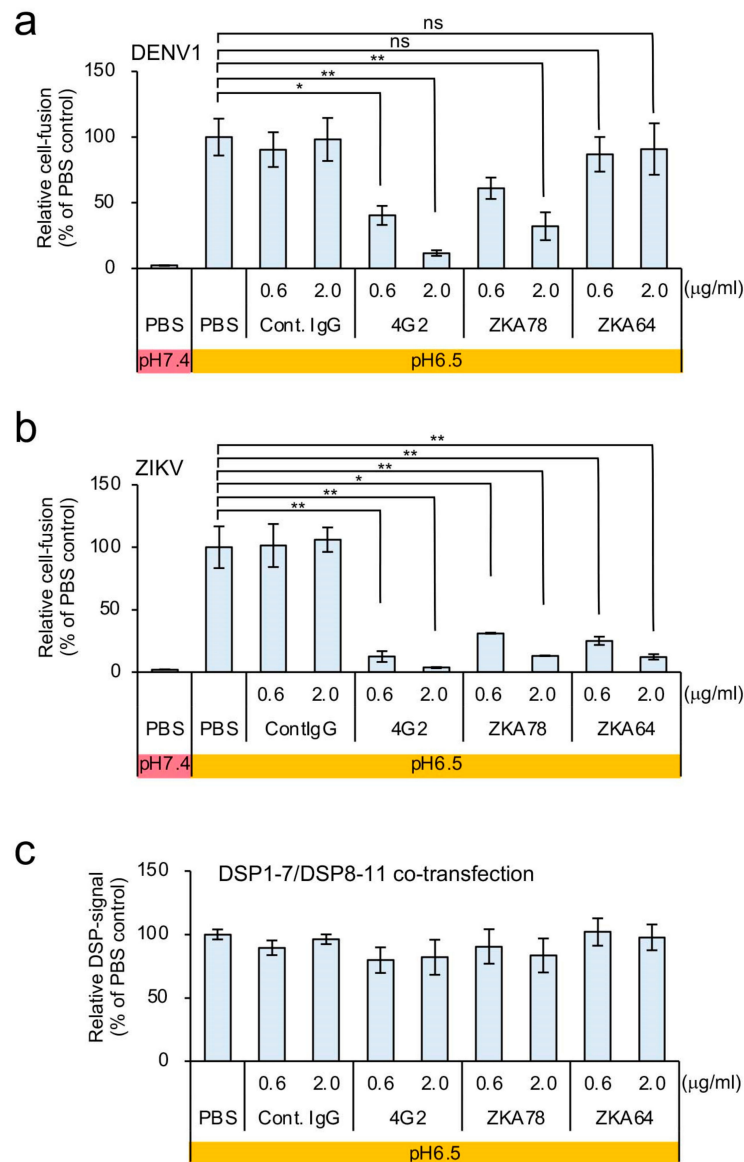 a
DENV1
ns
ns
**
**
*
Relative cell-fusion
(% of PBS control)
150
100
50
0
0.6 2.0 0.6 2.0 0.6 2.0 0.6 2.0 (μg/ml)
PBS PBS Cont. IgG 4G2 ZKA78 ZKA64
pH7.4 pH6.5
b
ZIKV
**
**
**
*
**
**
Relative cell-fusion
(% of PBS control)
150
100
50
0
0.6 2.0 0.6 2.0 0.6 2.0 0.6 2.0 (μg/ml)
PBS PBS ContIgG 4G2 ZKA78 ZKA64
pH7.4 pH6.5
c
DSP1-7/DSP8-11 co-transfection
Relative DSP-signal
(% of PBS control)
150
100
50
0
0.6 2.0 0.6 2.0 0.6 2.0 0.6 2.0 (μg/ml)
PBS Cont. IgG 4G2 ZKA78 ZKA64
pH6.5